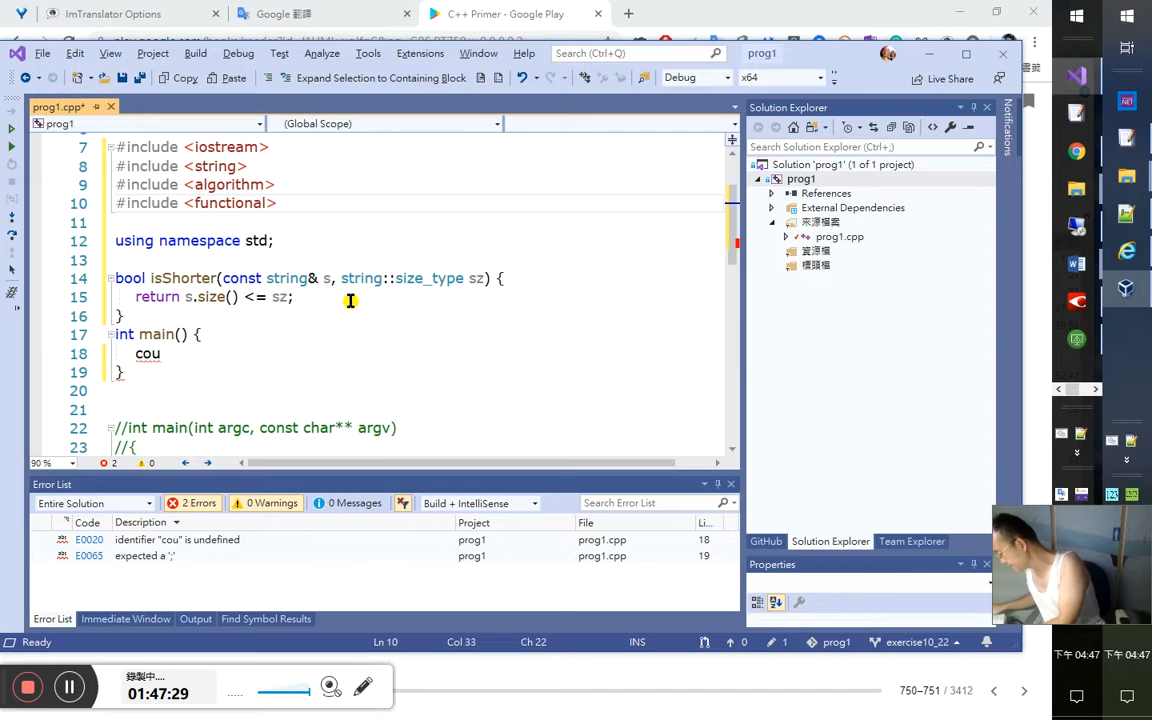 ImTranslator Options
Google 翻譯
C++ Primer - Google Play
File Edit View Project Build Debug Test Analyze Tools Extensions Window Help Search (Ctrl+Q) prog1
Copy Paste Expand Selection to Containing Block Debug x64 Live Share
prog1.cpp*
prog1 (Global Scope)
7 #include <iostream>
8 #include <string>
9 #include <algorithm>
10 #include <functional>
11
12 using namespace std;
13
14 bool isShorter(const string& s, string::size_type sz) {
15 return s.size() <= sz;
16 }
17 int main() {
18 cou
19 }
20
21
22 //int main(int argc, const char** argv)
23 //{
90 % 2 0
Solution Explorer
Search Solution Explorer (Ctrl+;)
Solution 'prog1' (1 of 1 project)
prog1
References
External Dependencies
來源檔案
prog1.cpp
資源檔
標頭檔
Notifications
GitHub Solution Explorer Team Explorer
Properties
Error List
Entire Solution 2 Errors 0 Warnings 0 Messages Build + IntelliSense Search Error List
Code Description Project File Li...
E0020 identifier "cou" is undefined prog1 prog1.cpp 18
E0065 expected a ';' prog1 prog1.cpp 19
Error List Immediate Window Output Find Symbol Results
Ready Ln 10 Col 33 Ch 22 INS 0 1 prog1 exercise10_22
錄製中...
01:47:29
750–751 / 3412
下午 04:47 下午 04:47